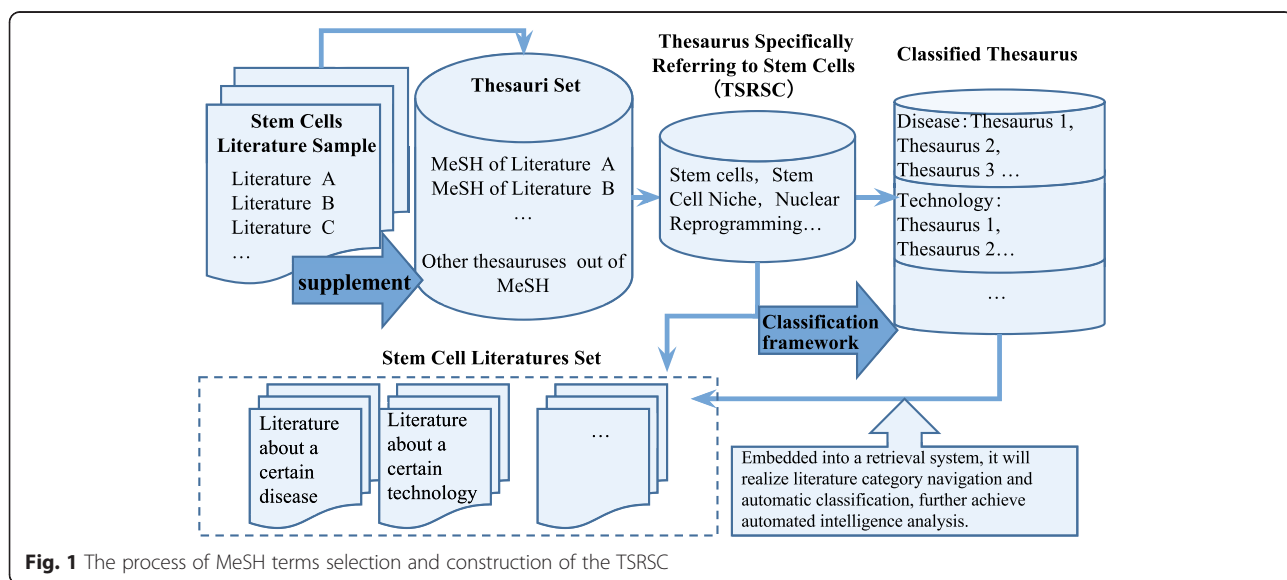 Stem Cells
Literature Sample
Literature A
Literature B
Literature C
…
supplement
Thesauri Set
MeSH of Literature A
MeSH of Literature B
…
Other thesauruses out of
MeSH
Thesaurus Specifically
Referring to Stem Cells
（TSRSC）
Stem cells, Stem
Cell Niche, Nuclear
Reprogramming…
Classified Thesaurus
Disease：Thesaurus 1,
Thesaurus 2,
Thesaurus 3 …
Technology：
Thesaurus 1,
Thesaurus 2…
…
Classification
framework
Stem Cell Literatures Set
Literature
about a
certain
disease
Literature
about a
certain
technology
…
Embedded into a retrieval system, it will
realize literature category navigation and
automatic classification, further achieve
automated intelligence analysis.
Fig. 1 The process of MeSH terms selection and construction of the TSRSC